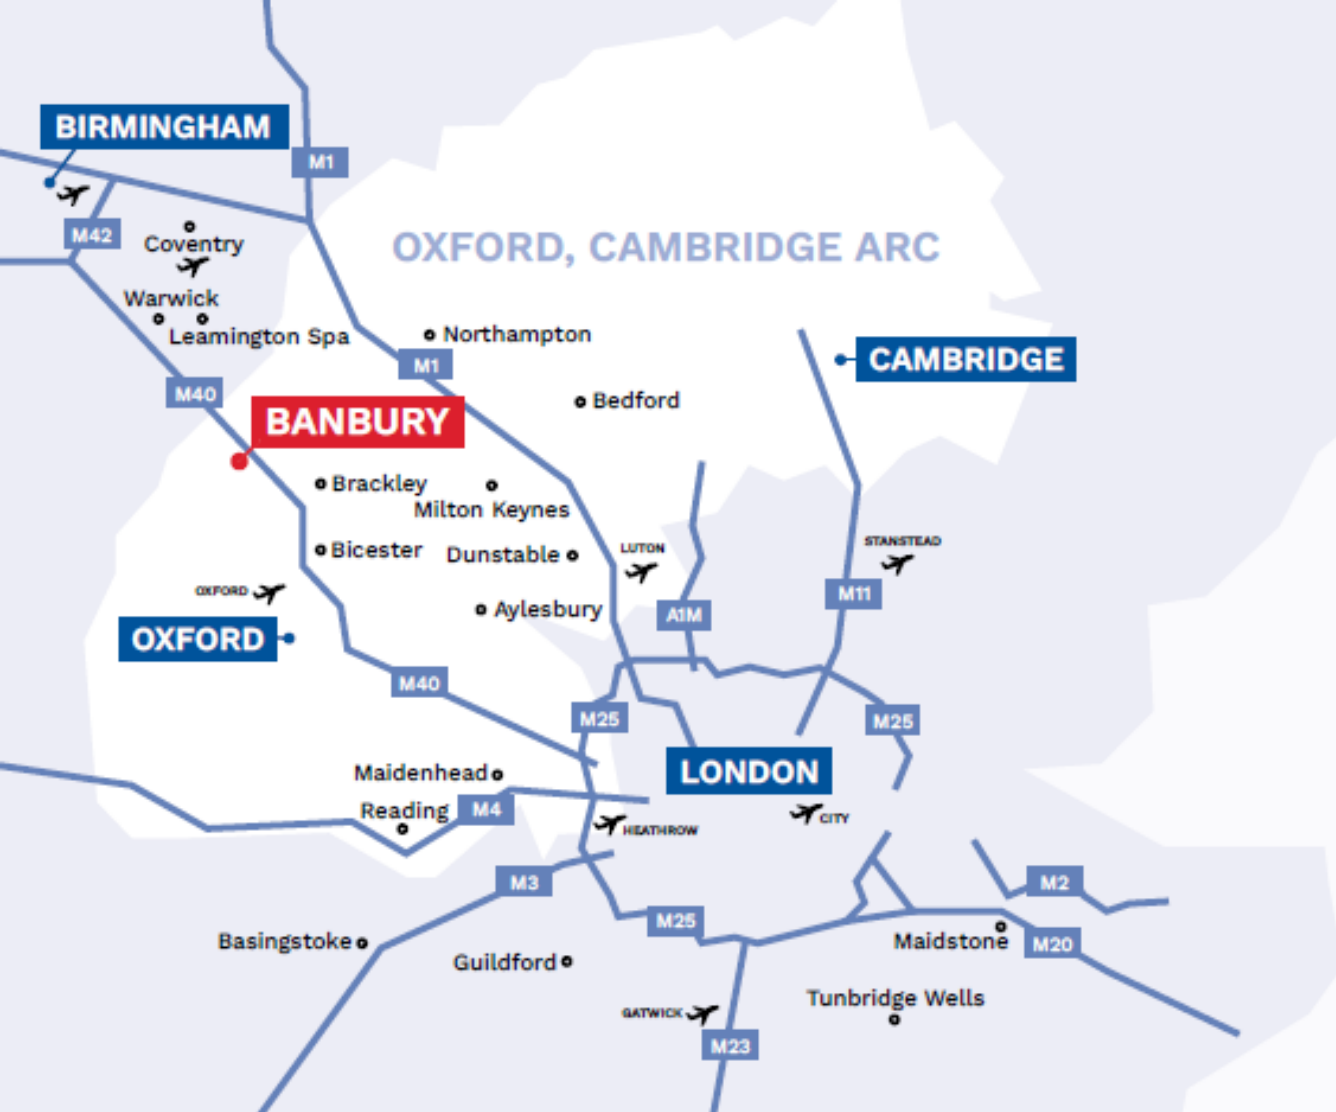 BIRMINGHAM
M1
M42
Coventry
OXFORD, CAMBRIDGE ARC
Warwick
Leamington Spa
Northampton
M1
CAMBRIDGE
M40
Bedford
BANBURY
Brackley
Milton Keynes
STANSTEAD
LUTON
Bicester
Dunstable
OXFORD
M11
Aylesbury
A1M
OXFORD
M40
M25
M25
LONDON
Maidenhead
Reading
M4
CITY
HEATHROW
M3
M2
M25
Basingstoke
Maidstone
M20
Guildford
Tunbridge Wells
GATWICK
M23